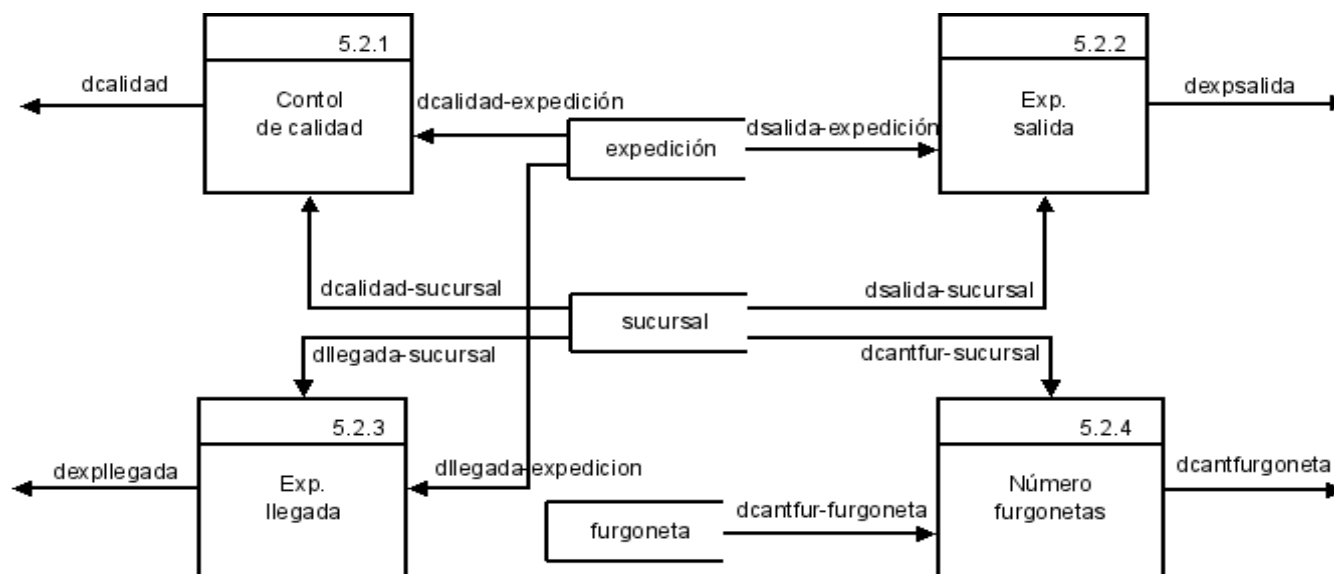 5.2.1
5.2.2
dcalidad
Contol
de calidad
dcalidad-expedición
expedición
dsalida-expedición
Exp.
salida
dexpsalida
dcalidad-sucursal
dsalida-sucursal
sucursal
dllegada-sucursal
dcantfur-sucursal
5.2.3
5.2.4
dexpllegada
Exp.
llegada
dllegada-expedicion
furgoneta
dcantfur-furgoneta
Número
furgonetas
dcantfurgoneta